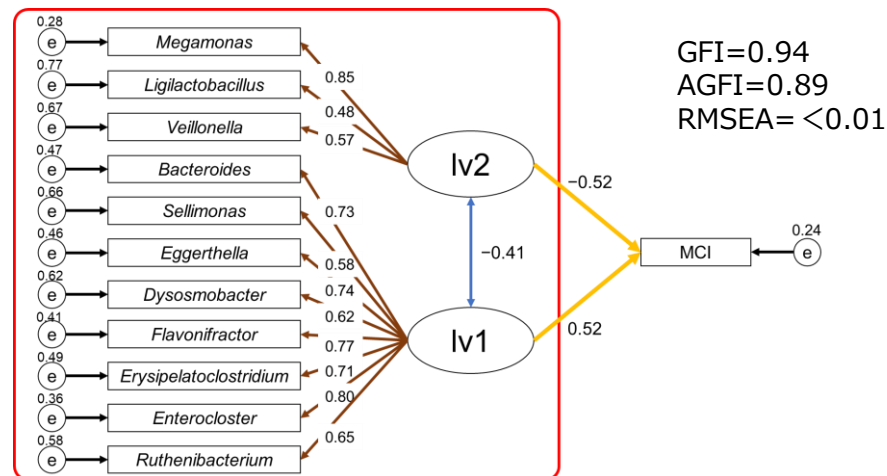 0.28
e
Megamonas
0.77
e
Ligilactobacillus
0.67
e
Veillonella
0.47
e
Bacteroides
0.66
e
Sellimonas
0.46
e
Eggerthella
0.62
e
Dysosmobacter
0.41
e
Flavonifractor
0.49
e
Erysipelatoclostridium
0.36
e
Enterocloster
0.58
e
Ruthenibacterium
0.85
0.48
0.57
0.73
0.58
0.74
0.62
0.77
0.71
0.80
0.65
lv2
−0.41
lv1
−0.52
0.52
MCI
0.24
e
GFI=0.94
AGFI=0.89
RMSEA=＜0.01